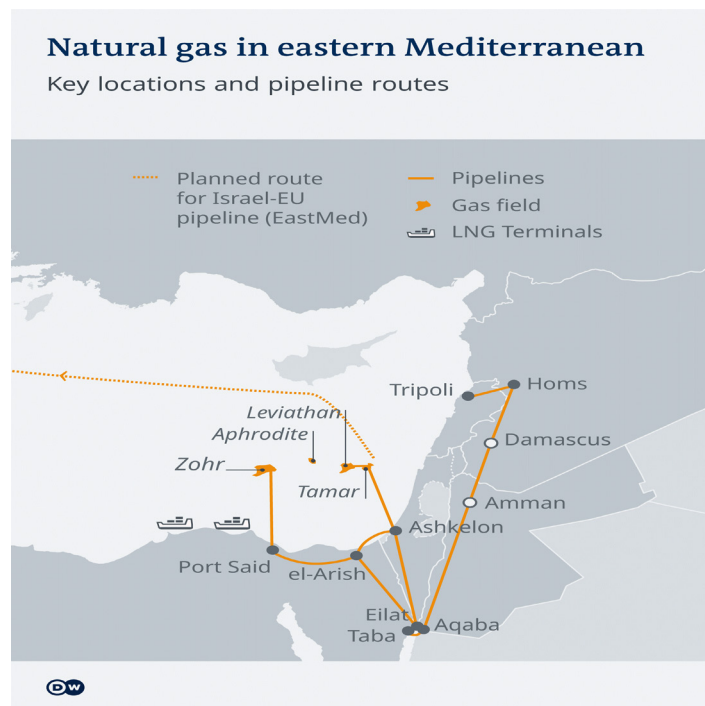 Natural gas in eastern Mediterranean
Key locations and pipeline routes
Planned route
for Israel-EU
pipeline (EastMed)
Pipelines
Gas field
LNG Terminals
Tripoli
Homs
Leviathan
Aphrodite
Damascus
Zohr
Tamar
Amman
Ashkelon
Port Said
el-Arish
Eilat
Taba
Aqaba
DW